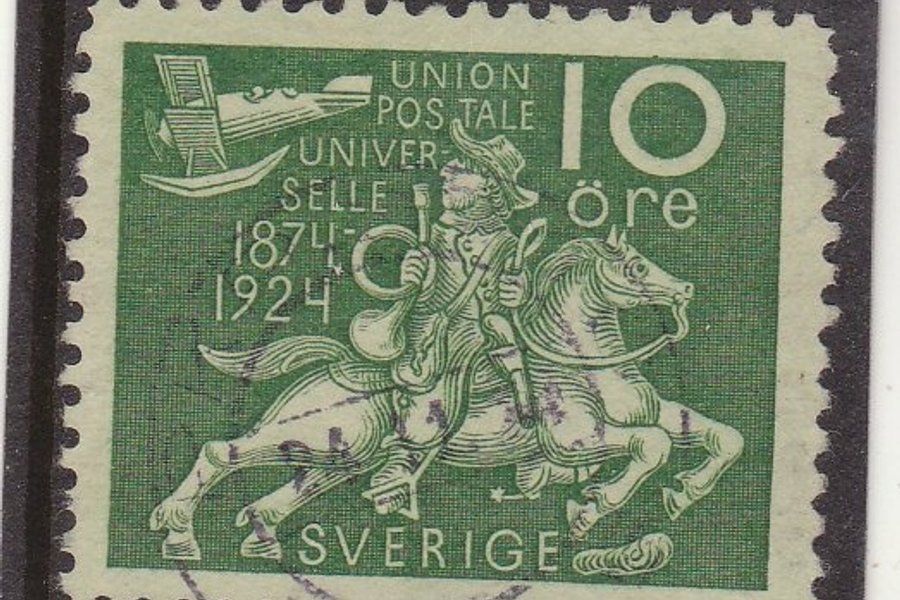 UNION
POSTALE
UNIVER-
SELLE
1874-
1924
10
öre
SVERIGE